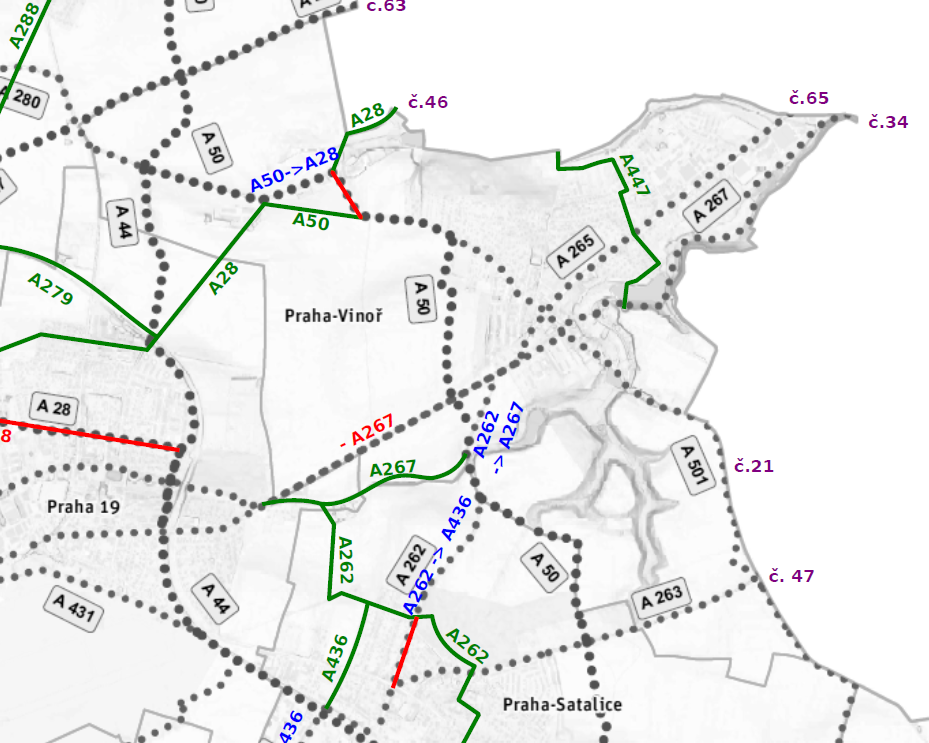 č.63
A288
A28
č.46
č.65
č.34
A 280
A 50
A50->A28
A447
A 267
A 44
A50
A 265
A28
A279
A 50
Praha-Vinoř
A 28
8
- A267
A262
-> A267
A267
A 501
č.21
Praha 19
A262 -> A436
A262
A 262
A 50
č. 47
A 263
A 44
A 431
A436
A262
Praha-Satalice
436